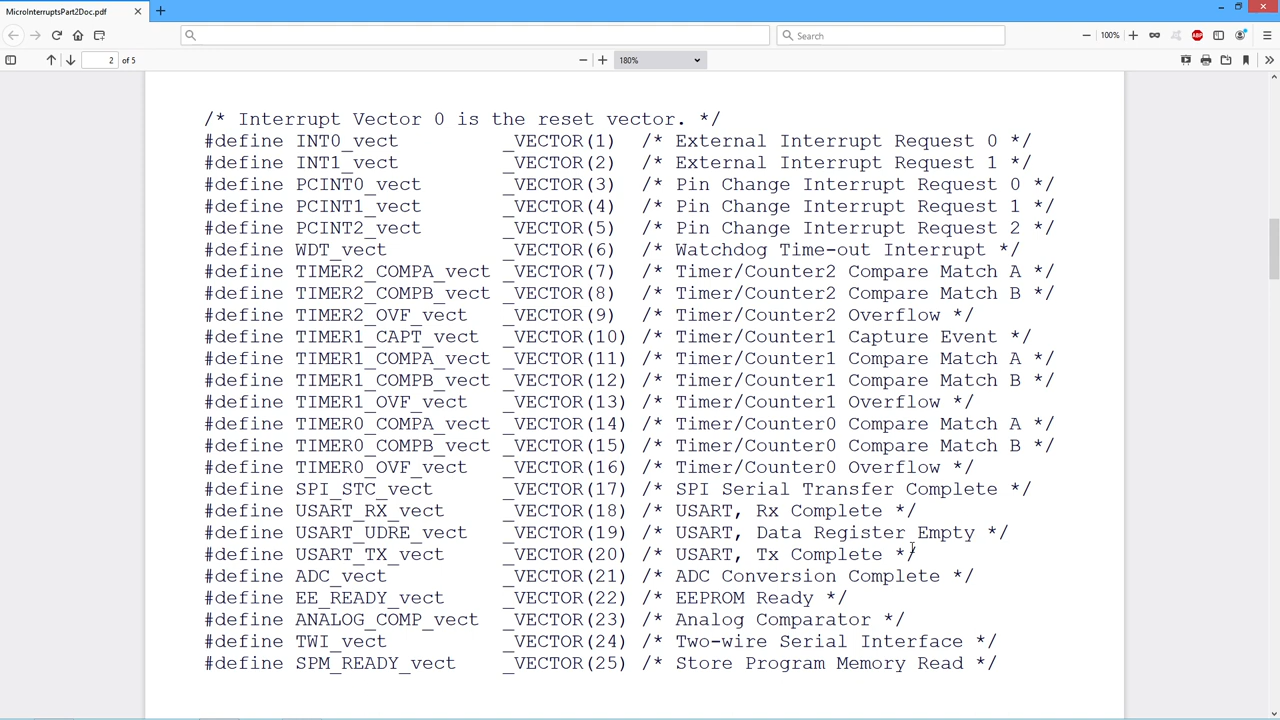 MicroInterruptsPart2Doc.pdf
Search
100%
2 of 5
180%
/* Interrupt Vector 0 is the reset vector. */
#define INT0_vect _VECTOR(1) /* External Interrupt Request 0 */
#define INT1_vect _VECTOR(2) /* External Interrupt Request 1 */
#define PCINT0_vect _VECTOR(3) /* Pin Change Interrupt Request 0 */
#define PCINT1_vect _VECTOR(4) /* Pin Change Interrupt Request 1 */
#define PCINT2_vect _VECTOR(5) /* Pin Change Interrupt Request 2 */
#define WDT_vect _VECTOR(6) /* Watchdog Time-out Interrupt */
#define TIMER2_COMPA_vect _VECTOR(7) /* Timer/Counter2 Compare Match A */
#define TIMER2_COMPB_vect _VECTOR(8) /* Timer/Counter2 Compare Match B */
#define TIMER2_OVF_vect _VECTOR(9) /* Timer/Counter2 Overflow */
#define TIMER1_CAPT_vect _VECTOR(10) /* Timer/Counter1 Capture Event */
#define TIMER1_COMPA_vect _VECTOR(11) /* Timer/Counter1 Compare Match A */
#define TIMER1_COMPB_vect _VECTOR(12) /* Timer/Counter1 Compare Match B */
#define TIMER1_OVF_vect _VECTOR(13) /* Timer/Counter1 Overflow */
#define TIMER0_COMPA_vect _VECTOR(14) /* Timer/Counter0 Compare Match A */
#define TIMER0_COMPB_vect _VECTOR(15) /* Timer/Counter0 Compare Match B */
#define TIMER0_OVF_vect _VECTOR(16) /* Timer/Counter0 Overflow */
#define SPI_STC_vect _VECTOR(17) /* SPI Serial Transfer Complete */
#define USART_RX_vect _VECTOR(18) /* USART, Rx Complete */
#define USART_UDRE_vect _VECTOR(19) /* USART, Data Register Empty */
#define USART_TX_vect _VECTOR(20) /* USART, Tx Complete */
#define ADC_vect _VECTOR(21) /* ADC Conversion Complete */
#define EE_READY_vect _VECTOR(22) /* EEPROM Ready */
#define ANALOG_COMP_vect _VECTOR(23) /* Analog Comparator */
#define TWI_vect _VECTOR(24) /* Two-wire Serial Interface */
#define SPM_READY_vect _VECTOR(25) /* Store Program Memory Read */